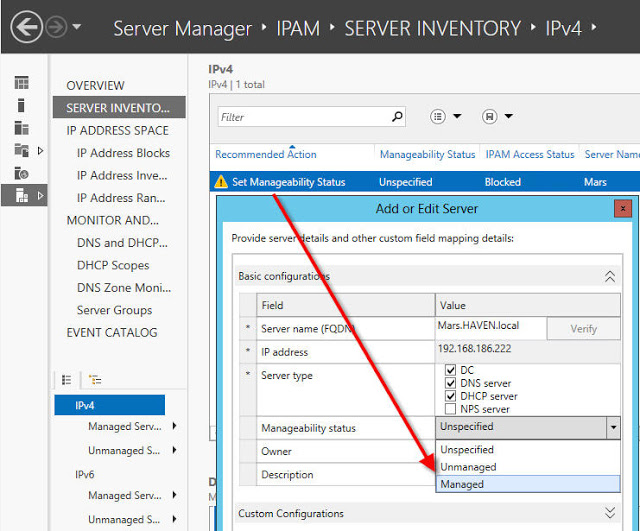 Server Manager ‣ IPAM ‣ SERVER INVENTORY ‣ IPv4 ‣
OVERVIEW
SERVER INVENTO...
IP ADDRESS SPACE
IP Address Blocks
IP Address Inve...
IP Address Ran...
MONITOR AND...
DNS and DHCP...
DHCP Scopes
DNS Zone Moni...
Server Groups
EVENT CATALOG
IPv4
Managed Serv...
Unmanaged S...
IPv6
Managed Serv...
Unmanaged S...
IPv4
IPv4 | 1 total
Filter
Recommended Action Manageability Status IPAM Access Status Server Name
Set Manageability Status Unspecified Blocked Mars
Add or Edit Server
x
Provide server details and other custom field mapping details:
Basic configurations
Field Value
* Server name (FQDN) Mars.HAVEN.local Verify
* IP address 192.168.186.222
* Server type DC
DNS server
DHCP server
NPS server
Manageability status Unspecified
Owner Unspecified
Unmanaged
Description Managed
Custom Configurations